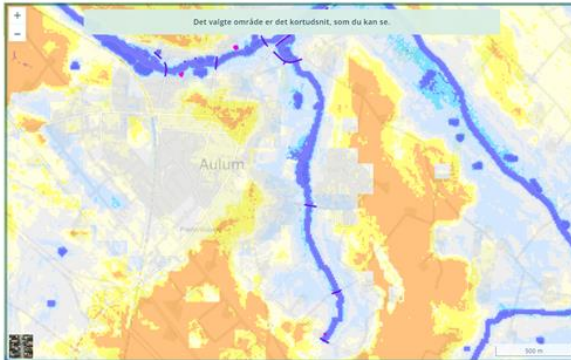 +
Det valgte område er det kortudsnit, som du kan se.
−
Aulum
500 m